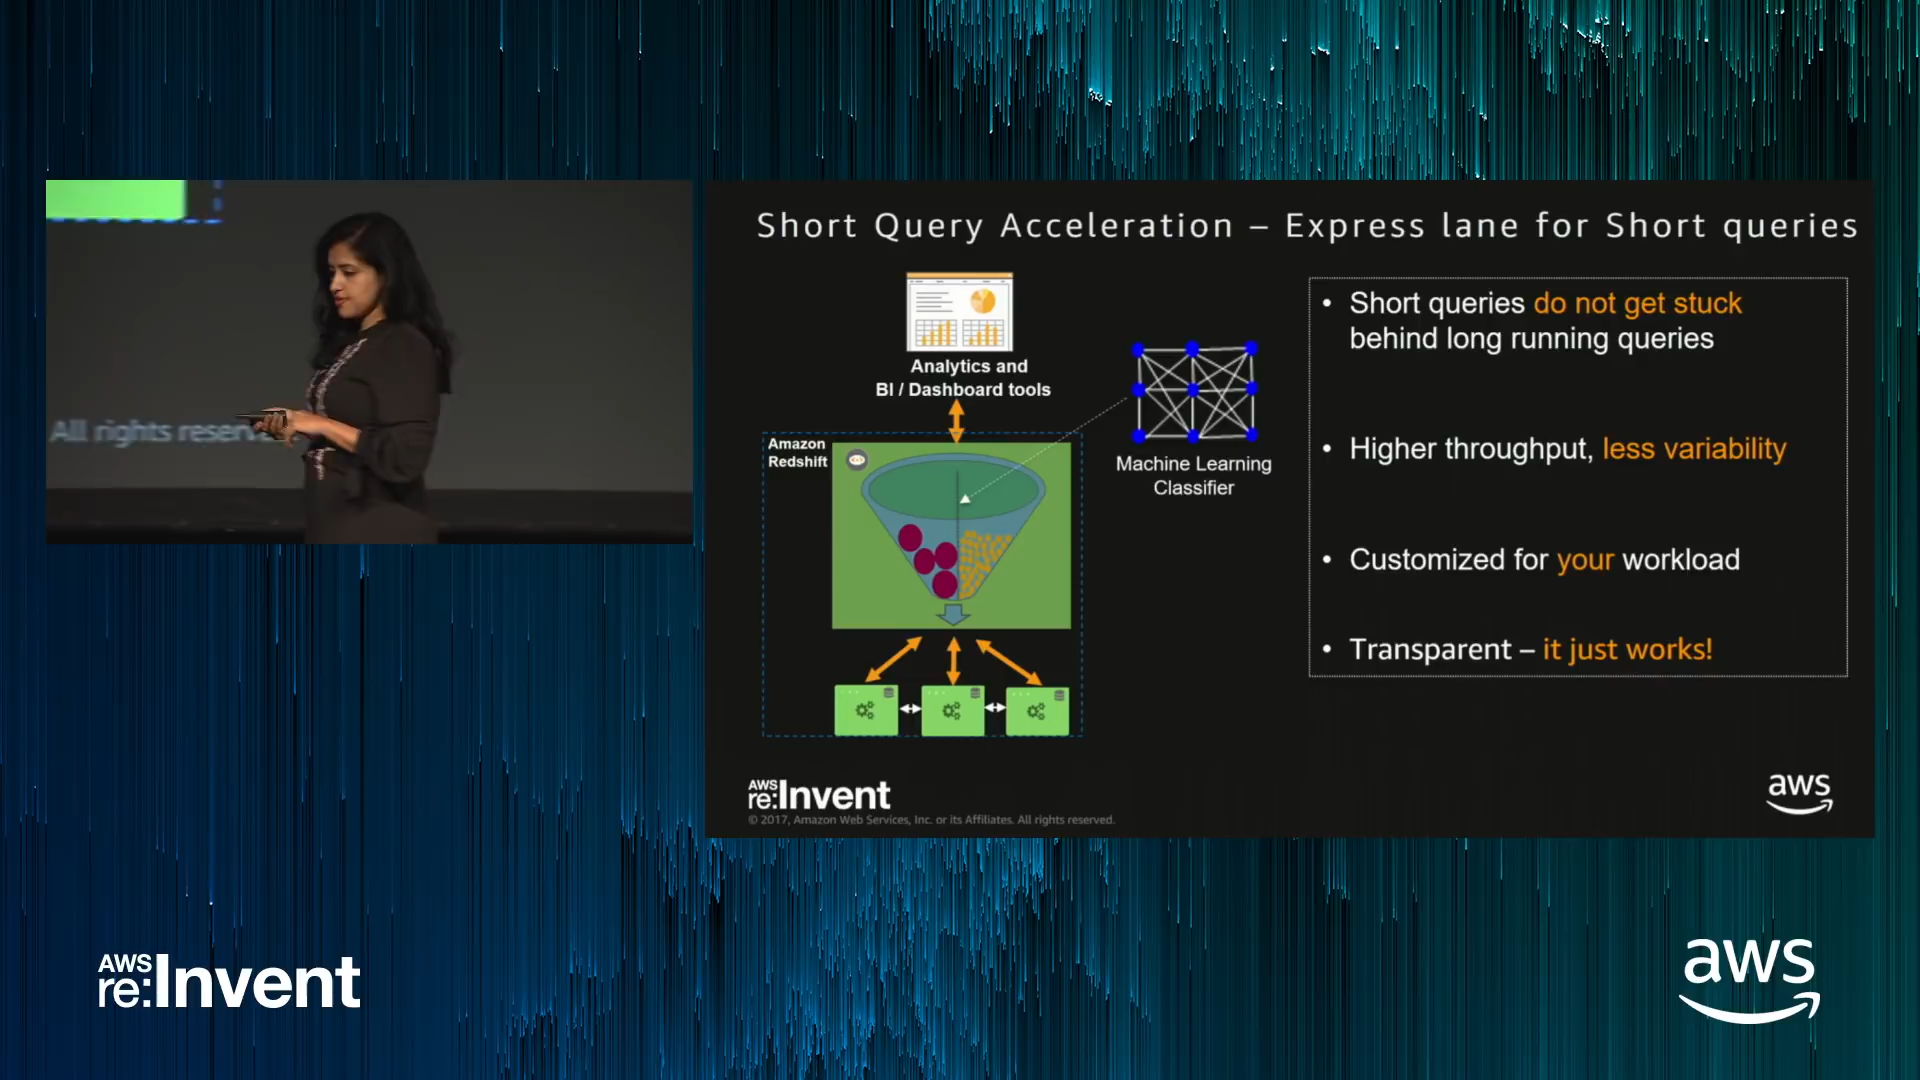 All rights reserv
Short Query Acceleration – Express lane for Short queries
Analytics and
BI / Dashboard tools
Amazon
Redshift
Machine Learning
Classifier
• Short queries do not get stuck
behind long running queries
• Higher throughput, less variability
• Customized for your workload
• Transparent – it just works!
AWS
re:Invent
© 2017, Amazon Web Services, Inc. or its Affiliates. All rights reserved.
aws
AWS
re:Invent
aws